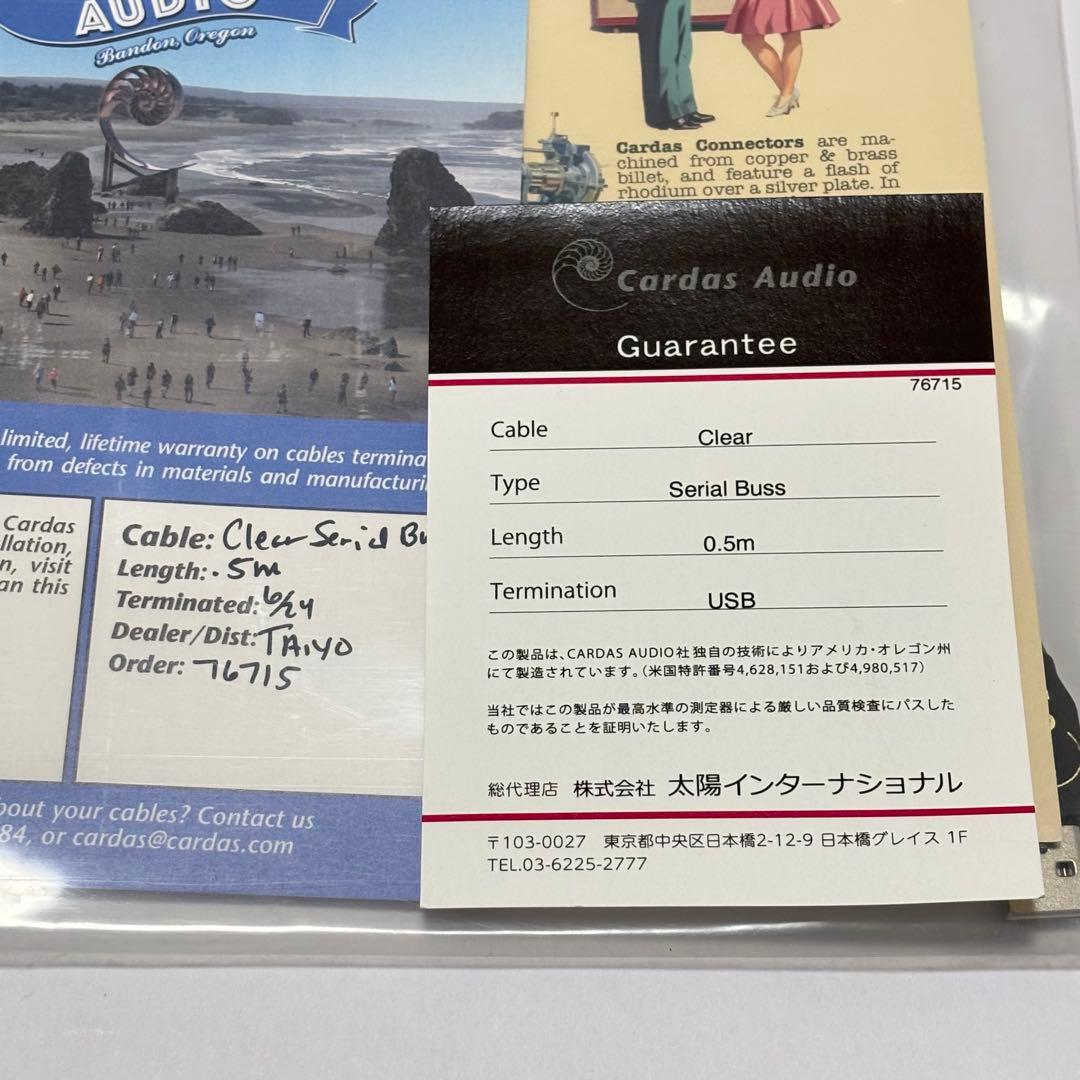 AUDIO
Bandon, Oregon
Cardas Connectors are ma-
chined from copper & brass
billet, and feature a flash of
rhodium over a silver plate. In
Cardas Audio
Guarantee
76715
Cable Clear
Type Serial Buss
Length 0.5m
Termination USB
この製品は、CARDAS AUDIO社独自の技術によりアメリカ・オレゴン州
にて製造されています。(米国特許番号4,628,151および4,980,517)
当社ではこの製品が最高水準の測定器による厳しい品質検査にパスした
ものであることを証明いたします。
総代理店 株式会社 太陽インターナショナル
〒103-0027 東京都中央区日本橋2-12-9 日本橋グレイス 1F
TEL.03-6225-2777
limited, lifetime warranty on cables termina
from defects in materials and manufacturi
Cardas
llation,
n, visit
an this
Cable: Clear Serial Bu
Length: .5m
Terminated: 6/24
Dealer/Dist: TAIYO
Order: 76715
bout your cables? Contact us
84, or cardas@cardas.com